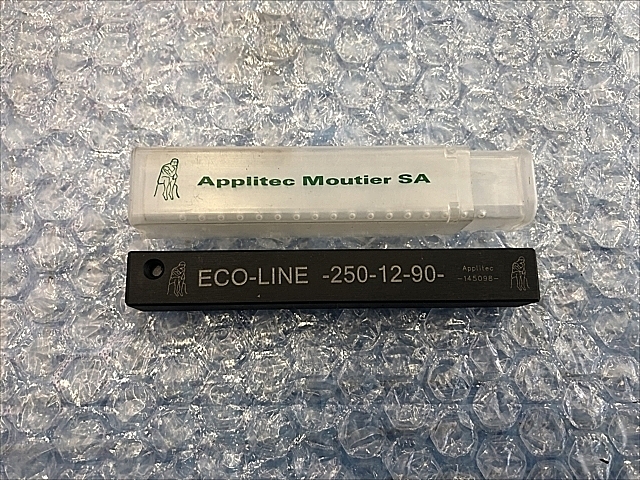 Applitec Moutier SA
ECO-LINE -250-12-90-
Applitec
-145098-